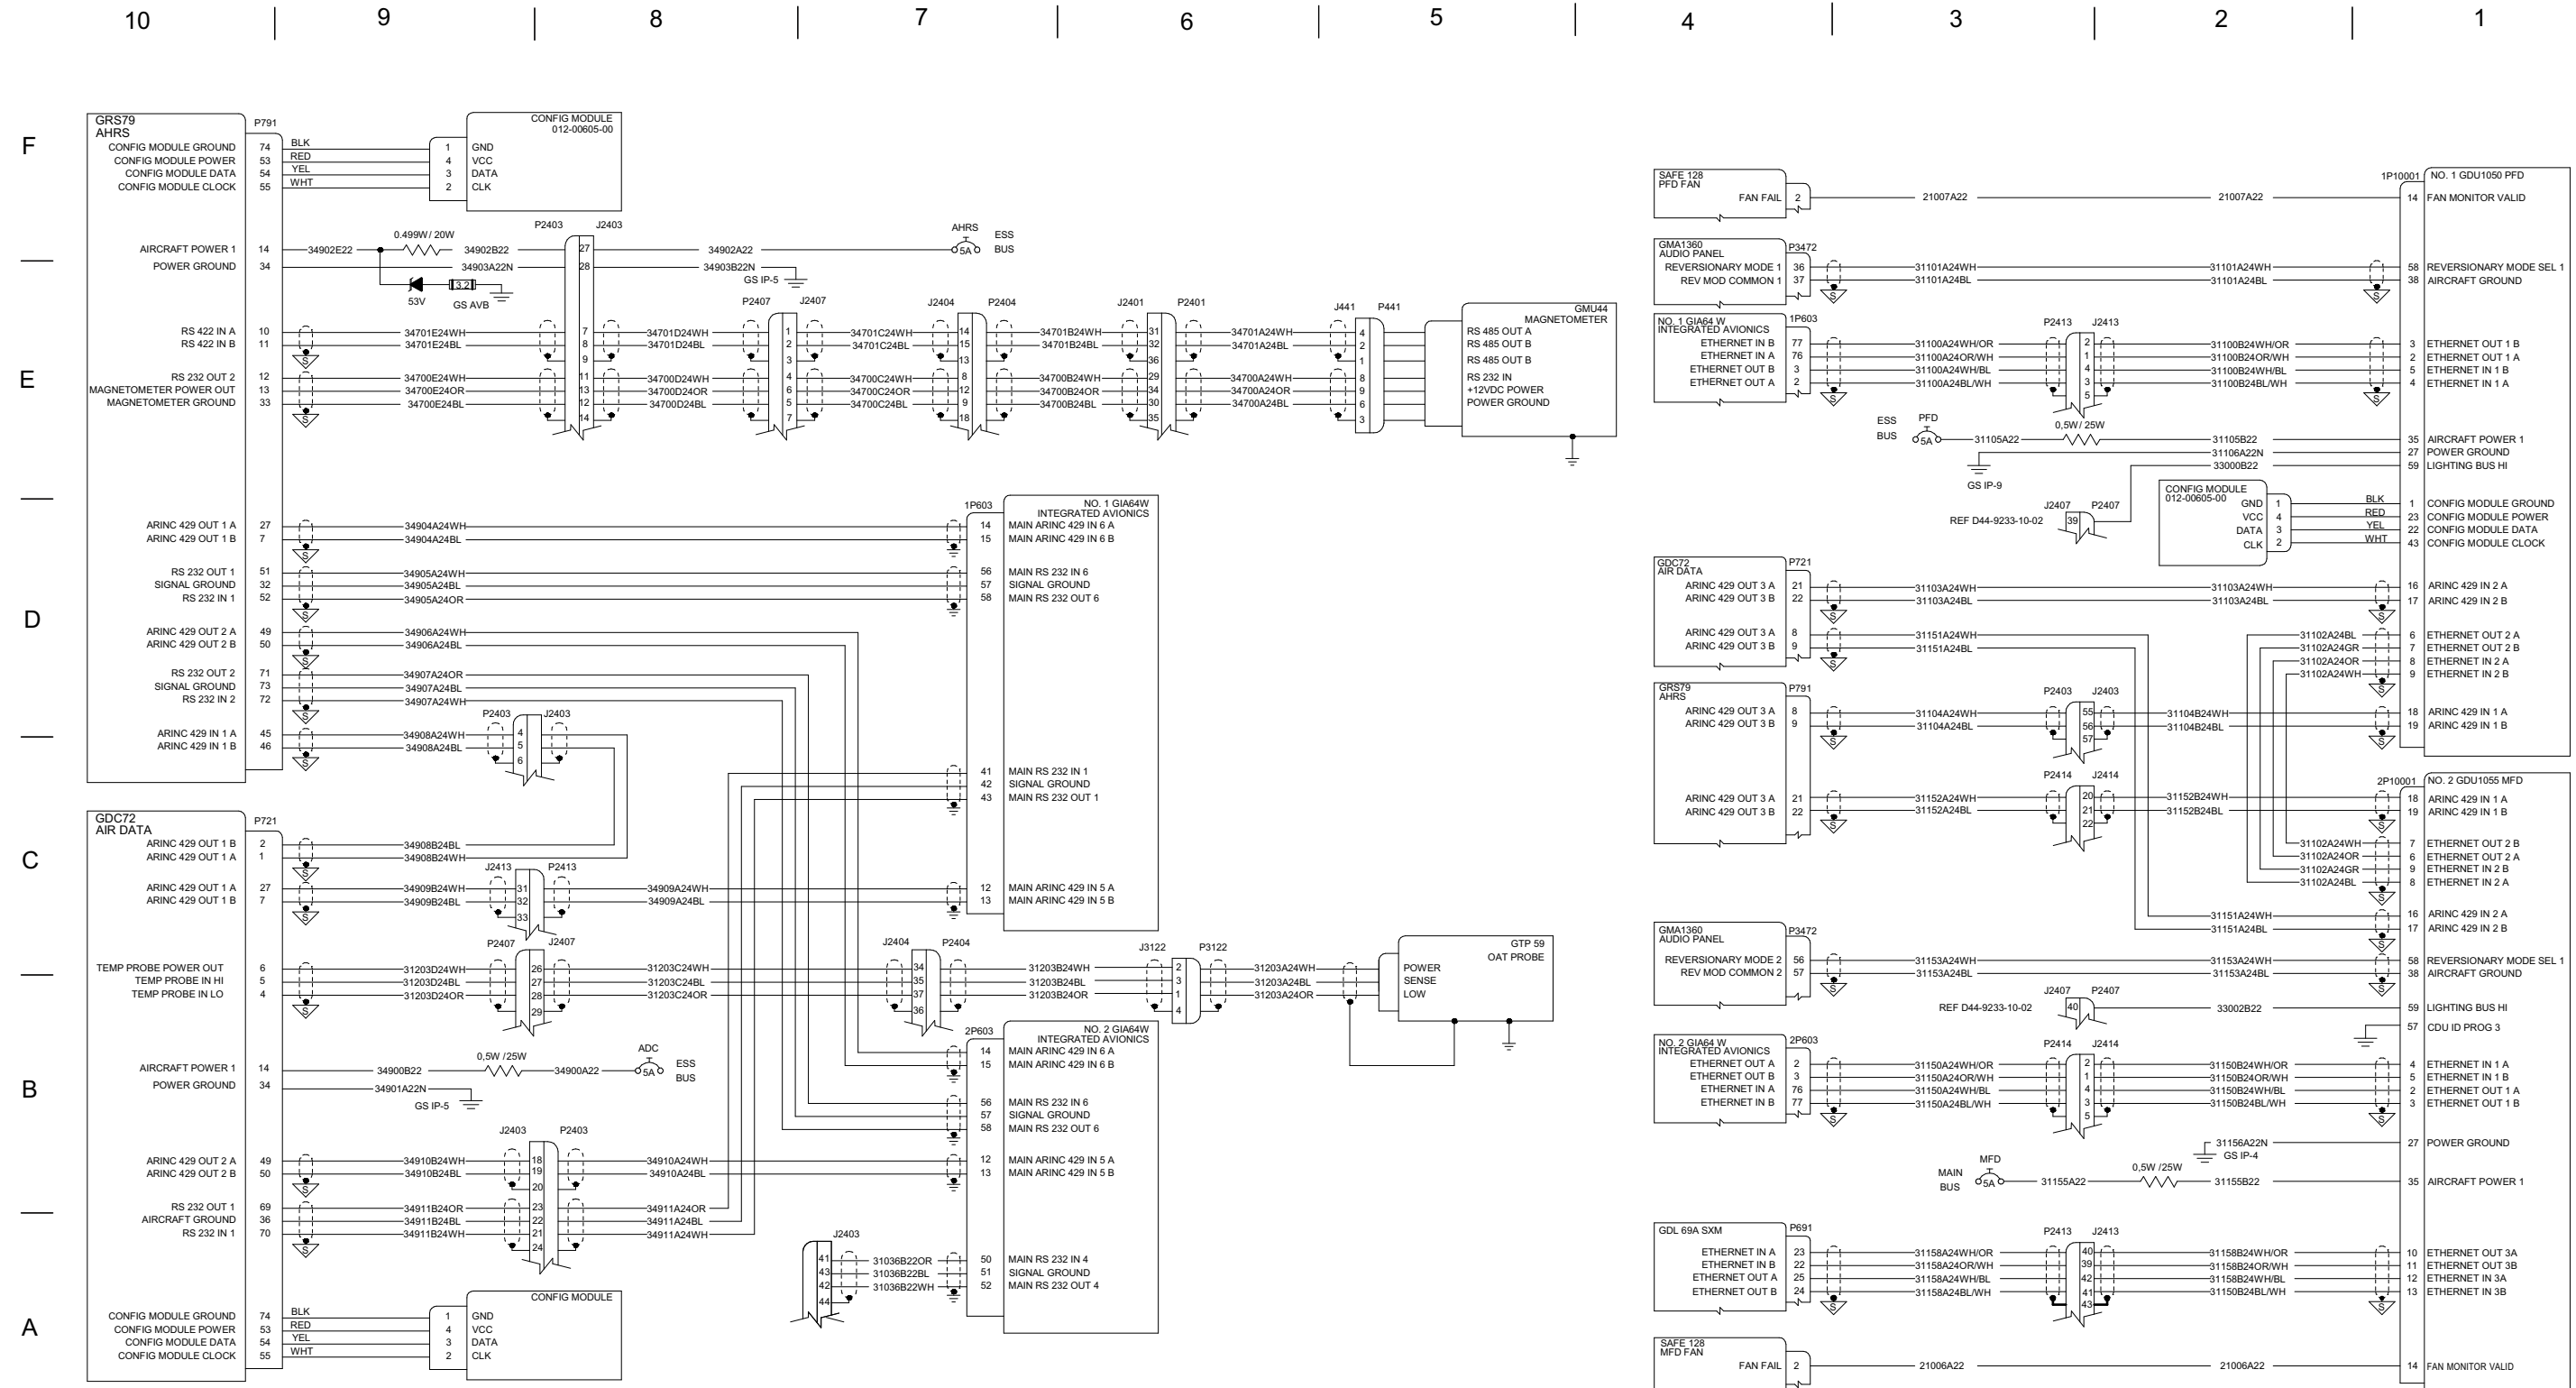 10 9 8 7 6 5 4 3 2 1
F
E
D
C
B
A
GRS79
AHRS
P791
CONFIG MODULE GROUND 74 BLK 1 GND
CONFIG MODULE POWER 53 RED 4 VCC
CONFIG MODULE DATA 54 YEL 3 DATA
CONFIG MODULE CLOCK 55 WHT 2 CLK
CONFIG MODULE
012-00605-00
P2403 J2403
AIRCRAFT POWER 1 14 34902E22 0.499W/ 20W 34902B22 27 34902A22 AHRS 5A ESS BUS
POWER GROUND 34 34903A22N 28 34903B22N GS IP-5
53V 3.2 GS AVB
P2407 J2407 J2404 P2404 J2401 P2401 J441 P441
GMU44
MAGNETOMETER
RS 422 IN A 10 34701E24WH 7 34701D24WH 1 34701C24WH 14 34701B24WH 31 34701A24WH 4 RS 485 OUT A
RS 422 IN B 11 34701E24BL 8 34701D24BL 2 34701C24BL 15 34701B24BL 32 34701A24BL 2 RS 485 OUT B
S 9 3 13 36 1 RS 485 OUT B
RS 232 OUT 2 12 34700E24WH 11 34700D24WH 4 34700C24WH 8 34700B24WH 29 34700A24WH 8 RS 232 IN
MAGNETOMETER POWER OUT 13 34700E24OR 13 34700D24OR 6 34700C24OR 12 34700B24OR 34 34700A24OR 9 +12VDC POWER
MAGNETOMETER GROUND 33 34700E24BL 12 34700D24BL 5 34700C24BL 9 34700B24BL 30 34700A24BL 6 POWER GROUND
S 14 7 18 35 3
1P603
NO. 1 GIA64W
INTEGRATED AVIONICS
ARINC 429 OUT 1 A 27 34904A24WH 14 MAIN ARINC 429 IN 6 A
ARINC 429 OUT 1 B 7 34904A24BL 15 MAIN ARINC 429 IN 6 B
S
RS 232 OUT 1 51 34905A24WH 56 MAIN RS 232 IN 6
SIGNAL GROUND 32 34905A24BL 57 SIGNAL GROUND
RS 232 IN 1 52 34905A24OR 58 MAIN RS 232 OUT 6
S
ARINC 429 OUT 2 A 49 34906A24WH
ARINC 429 OUT 2 B 50 34906A24BL
S
RS 232 OUT 2 71 34907A24OR
SIGNAL GROUND 73 34907A24BL
RS 232 IN 2 72 34907A24WH
S
P2403 J2403
ARINC 429 IN 1 A 45 34908A24WH 4
ARINC 429 IN 1 B 46 34908A24BL 5
S 6
41 MAIN RS 232 IN 1
42 SIGNAL GROUND
43 MAIN RS 232 OUT 1
GDC72
AIR DATA
P721
ARINC 429 OUT 1 B 2 34908B24BL
ARINC 429 OUT 1 A 1 34908B24WH
S
J2413 P2413
ARINC 429 OUT 1 A 27 34909B24WH 31 34909A24WH 12 MAIN ARINC 429 IN 5 A
ARINC 429 OUT 1 B 7 34909B24BL 32 34909A24BL 13 MAIN ARINC 429 IN 5 B
S 33
P2407 J2407 J2404 P2404 J3122 P3122
GTP 59
OAT PROBE
TEMP PROBE POWER OUT 6 31203D24WH 26 31203C24WH 34 31203B24WH 2 31203A24WH POWER
TEMP PROBE IN HI 5 31203D24BL 27 31203C24BL 35 31203B24BL 3 31203A24BL SENSE
TEMP PROBE IN LO 4 31203D24OR 28 31203C24OR 37 31203B24OR 1 31203A24OR LOW
S 29 36 4
2P603
NO. 2 GIA64W
INTEGRATED AVIONICS
14 MAIN ARINC 429 IN 6 A
15 MAIN ARINC 429 IN 6 B
AIRCRAFT POWER 1 14 34900B22 0,5W /25W 34900A22 ADC 5A ESS BUS
POWER GROUND 34 34901A22N GS IP-5
56 MAIN RS 232 IN 6
57 SIGNAL GROUND
58 MAIN RS 232 OUT 6
J2403 P2403
ARINC 429 OUT 2 A 49 34910B24WH 18 34910A24WH 12 MAIN ARINC 429 IN 5 A
ARINC 429 OUT 2 B 50 34910B24BL 19 34910A24BL 13 MAIN ARINC 429 IN 5 B
S 20
RS 232 OUT 1 69 34911B24OR 23 34911A24OR
AIRCRAFT GROUND 36 34911B24BL 22 34911A24BL
RS 232 IN 1 70 34911B24WH 21 34911A24WH
S 24
J2403
41 31036B22OR 50 MAIN RS 232 IN 4
43 31036B22BL 51 SIGNAL GROUND
42 31036B22WH 52 MAIN RS 232 OUT 4
44
CONFIG MODULE
CONFIG MODULE GROUND 74 BLK 1 GND
CONFIG MODULE POWER 53 RED 4 VCC
CONFIG MODULE DATA 54 YEL 3 DATA
CONFIG MODULE CLOCK 55 WHT 2 CLK
SAFE 128
PFD FAN
1P10001 NO. 1 GDU1050 PFD
FAN FAIL 2 21007A22 21007A22 14 FAN MONITOR VALID
GMA1360
AUDIO PANEL
P3472
REVERSIONARY MODE 1 36 31101A24WH 31101A24WH 58 REVERSIONARY MODE SEL 1
REV MOD COMMON 1 37 31101A24BL 31101A24BL 38 AIRCRAFT GROUND
S S
NO. 1 GIA64 W
INTEGRATED AVIONICS
1P603 P2413 J2413
ETHERNET IN B 77 31100A24WH/OR 2 31100B24WH/OR 3 ETHERNET OUT 1 B
ETHERNET IN A 76 31100A24OR/WH 1 31100B24OR/WH 2 ETHERNET OUT 1 A
ETHERNET OUT B 3 31100A24WH/BL 4 31100B24WH/BL 5 ETHERNET IN 1 B
ETHERNET OUT A 2 31100A24BL/WH 3 31100B24BL/WH 4 ETHERNET IN 1 A
S 5 S
ESS BUS PFD 5A 31105A22 0,5W/ 25W 31105B22 35 AIRCRAFT POWER 1
GS IP-9 31106A22N 27 POWER GROUND
33000B22 59 LIGHTING BUS HI
REF D44-9233-10-02 J2407 39 P2407
CONFIG MODULE
012-00605-00
GND 1 BLK 1 CONFIG MODULE GROUND
VCC 4 RED 23 CONFIG MODULE POWER
DATA 3 YEL 22 CONFIG MODULE DATA
CLK 2 WHT 43 CONFIG MODULE CLOCK
GDC72
AIR DATA
P721
ARINC 429 OUT 3 A 21 31103A24WH 31103A24WH 16 ARINC 429 IN 2 A
ARINC 429 OUT 3 B 22 31103A24BL 31103A24BL 17 ARINC 429 IN 2 B
S S
ARINC 429 OUT 3 A 8 31151A24WH 31102A24BL 6 ETHERNET OUT 2 A
ARINC 429 OUT 3 B 9 31151A24BL 31102A24GR 7 ETHERNET OUT 2 B
S 31102A24OR 8 ETHERNET IN 2 A
31102A24WH 9 ETHERNET IN 2 B
S
GRS79
AHRS
P791 P2403 J2403
ARINC 429 OUT 3 A 8 31104A24WH 55 31104B24WH 18 ARINC 429 IN 1 A
ARINC 429 OUT 3 B 9 31104A24BL 56 31104B24BL 19 ARINC 429 IN 1 B
S 57
P2414 J2414 2P10001 NO. 2 GDU1055 MFD
ARINC 429 OUT 3 A 21 31152A24WH 20 31152B24WH 18 ARINC 429 IN 1 A
ARINC 429 OUT 3 B 22 31152A24BL 21 31152B24BL 19 ARINC 429 IN 1 B
S 22 S
31102A24WH 7 ETHERNET OUT 2 B
31102A24OR 6 ETHERNET OUT 2 A
31102A24GR 9 ETHERNET IN 2 B
31102A24BL 8 ETHERNET IN 2 A
S
31151A24WH 16 ARINC 429 IN 2 A
31151A24BL 17 ARINC 429 IN 2 B
S
GMA1360
AUDIO PANEL
P3472
REVERSIONARY MODE 2 56 31153A24WH 31153A24WH 58 REVERSIONARY MODE SEL 1
REV MOD COMMON 2 57 31153A24BL 31153A24BL 38 AIRCRAFT GROUND
S S
REF D44-9233-10-02 J2407 40 P2407 33002B22 59 LIGHTING BUS HI
57 CDU ID PROG 3
NO. 2 GIA64 W
INTEGRATED AVIONICS
2P603 P2414 J2414
ETHERNET OUT A 2 31150A24WH/OR 2 31150B24WH/OR 4 ETHERNET IN 1 A
ETHERNET OUT B 3 31150A24OR/WH 1 31150B24OR/WH 5 ETHERNET IN 1 B
ETHERNET IN A 76 31150A24WH/BL 4 31150B24WH/BL 2 ETHERNET OUT 1 A
ETHERNET IN B 77 31150A24BL/WH 3 31150B24BL/WH 3 ETHERNET OUT 1 B
S 5 S
31156A22N GS IP-4 27 POWER GROUND
MAIN BUS MFD 5A 31155A22 0,5W /25W 31155B22 35 AIRCRAFT POWER 1
GDL 69A SXM P691 P2413 J2413
ETHERNET IN A 23 31158A24WH/OR 40 31158B24WH/OR 10 ETHERNET OUT 3A
ETHERNET IN B 22 31158A24OR/WH 39 31158B24OR/WH 11 ETHERNET OUT 3B
ETHERNET OUT A 25 31158A24WH/BL 42 31158B24WH/BL 12 ETHERNET IN 3A
ETHERNET OUT B 24 31158A24BL/WH 41 31150B24BL/WH 13 ETHERNET IN 3B
S 43 S
SAFE 128
MFD FAN
FAN FAIL 2 21006A22 21006A22 14 FAN MONITOR VALID